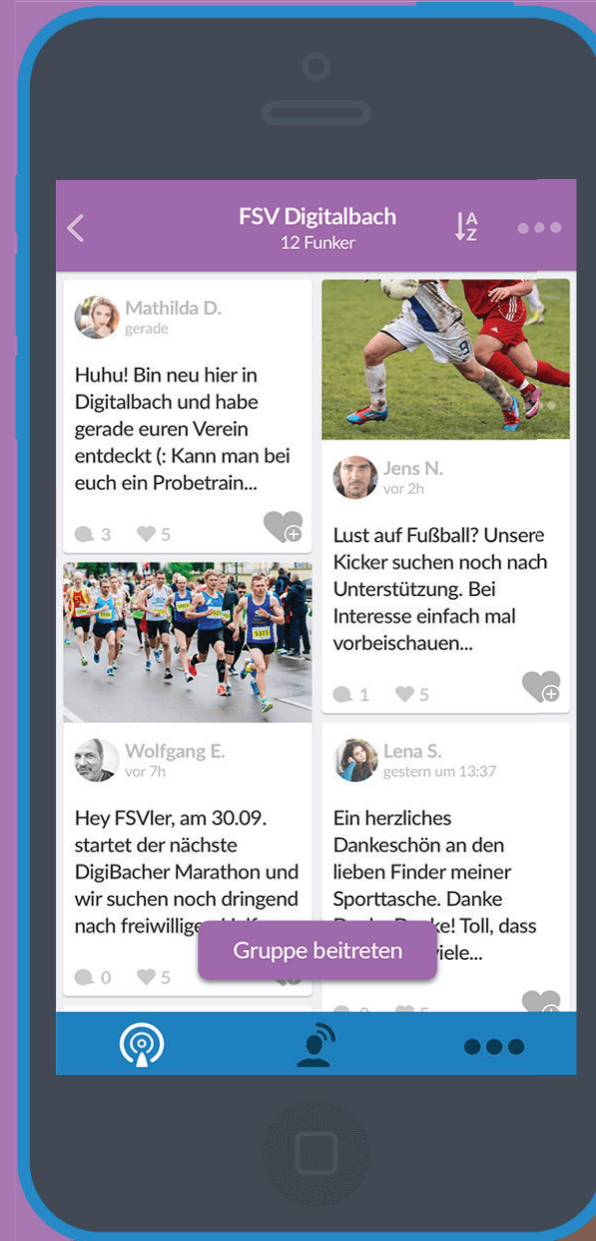 FSV Digitalbach
12 Funker
A
Z
Mathilda D.
gerade
Huhu! Bin neu hier in
Digitalbach und habe
gerade euren Verein
entdeckt (: Kann man bei
euch ein Probetrain...
3 5
Wolfgang E.
vor 7h
Hey FSVler, am 30.09.
startet der nächste
DigiBacher Marathon und
wir suchen noch dringend
nach
0 5
9
Jens N.
vor 2h
Lust auf Fußball? Unsere
Kicker suchen noch nach
Unterstützung. Bei
Interesse einfach mal
vorbeischauen...
1 5
Lena S.
gestern um 13:37
Ein herzliches
Dankeschön an den
lieben Finder meiner
Sporttasche. Danke
Toll, dass
Gruppe beitreten